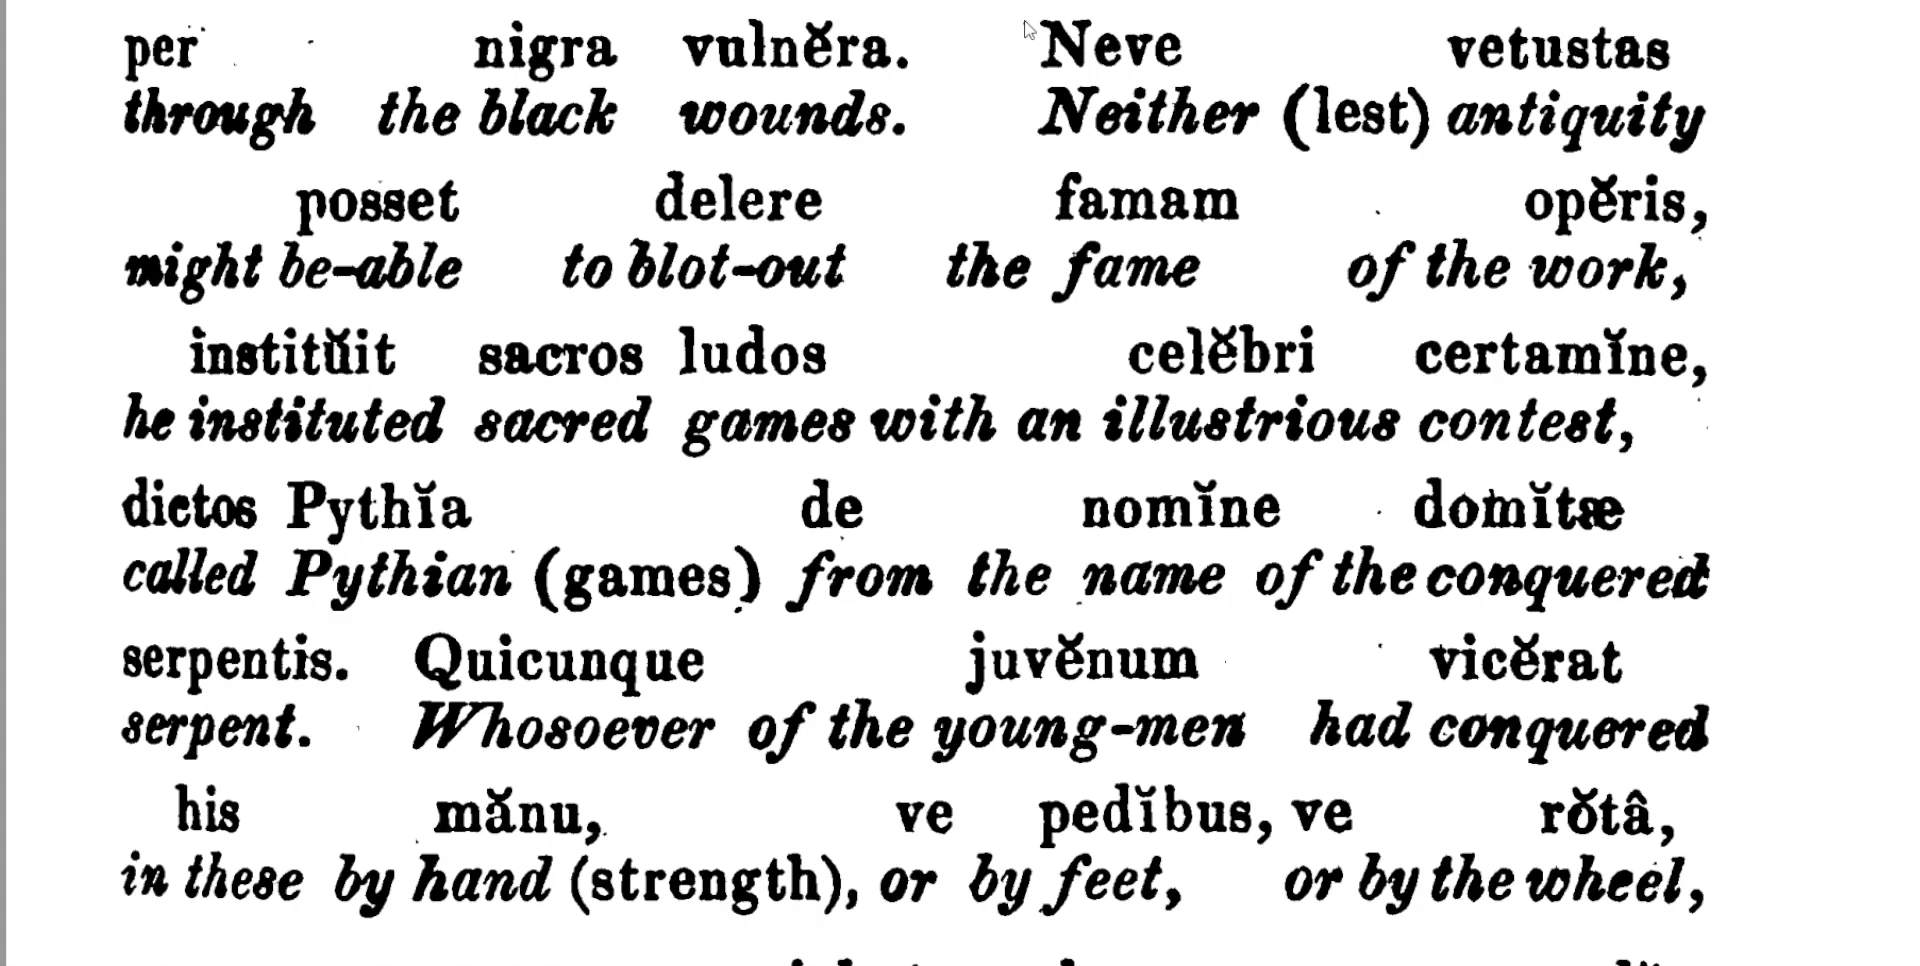 per nigra vulnĕra. Neve vetustas
through the black wounds. Neither (lest) antiquity
posset delere famam opĕris,
might be-able to blot-out the fame of the work,
institŭit sacros ludos celĕbri certamĭne,
he instituted sacred games with an illustrious contest,
dictos Pythĭa de nomĭne domĭtæ
called Pythian (games) from the name of the conquered
serpentis. Quicunque juvĕnum vicĕrat
serpent. Whosoever of the young-men had conquered
his mănu, ve pedĭbus, ve rŏtâ,
in these by hand (strength), or by feet, or by the wheel,